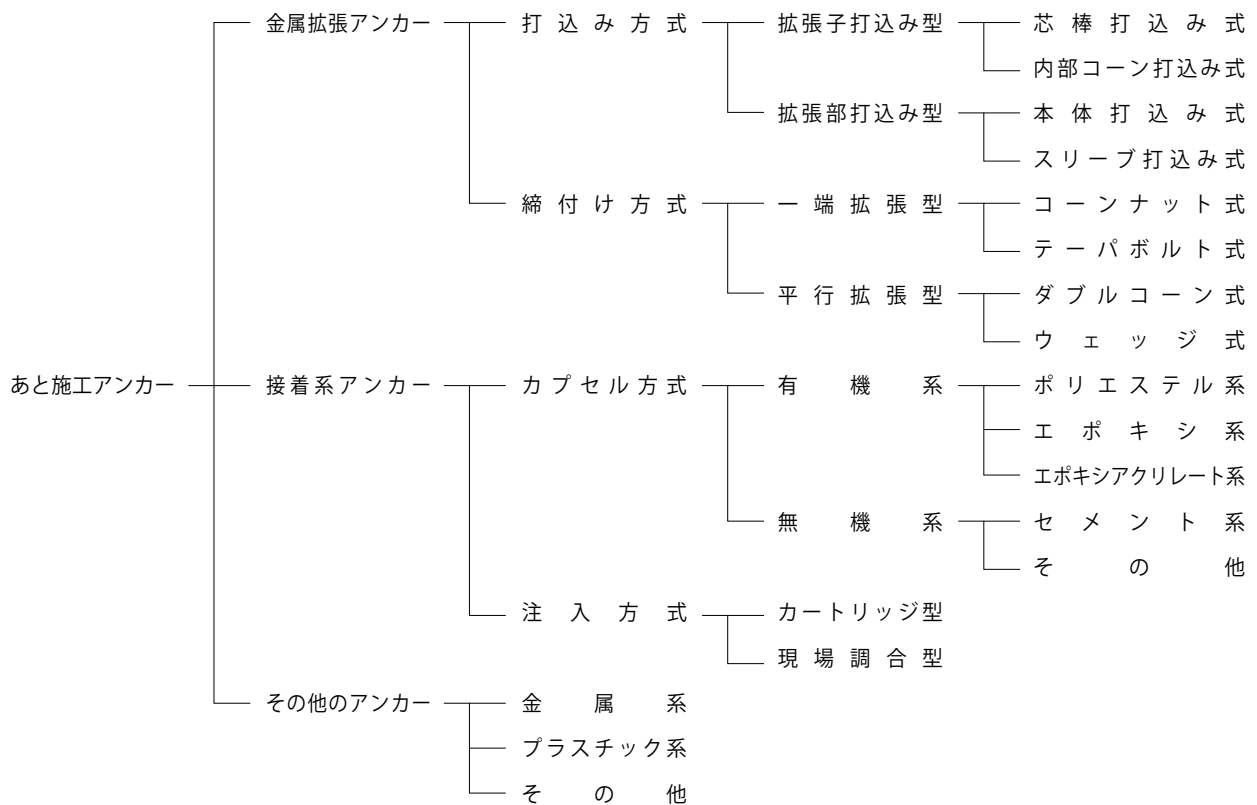 金属拡張アンカー 打込み方式 拡張子打込み型 芯棒打込み式
内部コーン打込み式
拡張部打込み型 本体打込み式
スリーブ打込み式
締付け方式 一端拡張型 コーンナット式
テーパボルト式
平行拡張型 ダブルコーン式
ウェッジ式
あと施工アンカー 接着系アンカー カプセル方式 有機系 ポリエステル系
エポキシ系
エポキシアクリレート系
無機系 セメント系
その他
注入方式 カートリッジ型
現場調合型
その他のアンカー 金属系
プラスチック系
その他